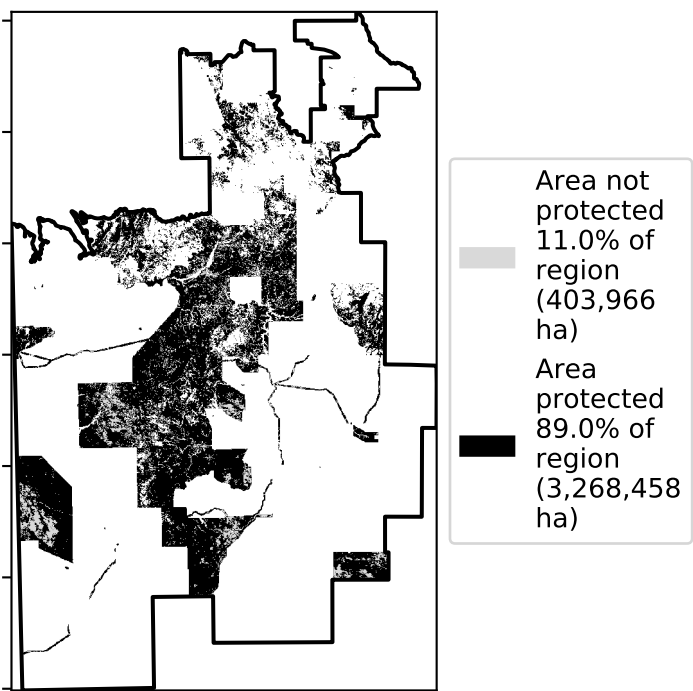 Area not
protected
11.0% of
region
(403,966
ha)
Area
protected
89.0% of
region
(3,268,458
ha)